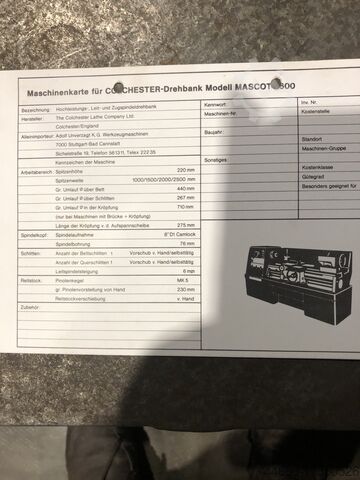 Maschinenkarte für COLCHESTER-Drehbank Modell MASCOT 1600
Bezeichnung: Hochleistungs-, Leit- und Zugspindeldrehbank
Hersteller: The Colchester Lathe Company Ltd.
Colchester/England
Alleinimporteur: Adolf Unverzagt K.G. Werkzeugmaschinen
7000 Stuttgart-Bad Cannstatt
Sichelstraße 19, Telefon 561311, Telex 722 35
Kennzeichen der Maschine
Arbeitsbereich: Spitzenhöhe 220 mm
Spitzenweite 1000/1500/2000/2500 mm
Gr. Umlauf Ø über Bett 440 mm
Gr. Umlauf Ø über Schlitten 267 mm
Gr. Umlauf Ø in der Kröpfung 710 mm
(nur bei Maschinen mit Brücke = Kröpfung)
Länge der Kröpfung v. d. Aufspannscheibe 275 mm
Spindelkopf: Spindelaufnahme 8" D1 Camlock
Spindelbohrung 76 mm
Schlitten: Anzahl der Bettschlitten 1 Vorschub v. Hand/selbsttätig
Anzahl der Querschlitten 1 Vorschub v. Hand/selbsttätig
Leitspindelsteigung 6 mm
Reitstock: Pinolenkegel MK 5
gr. Pinolenvorstellung von Hand 230 mm
Reitstockverschiebung v. Hand
Zubehör:
Kennwort: Inv. Nr.
Maschinen-Nr. Kostenstelle
Baujahr:
Standort
Maschinen-Gruppe
Sonstiges
Kostenklasse
Gütegrad
Besonders geeignet für